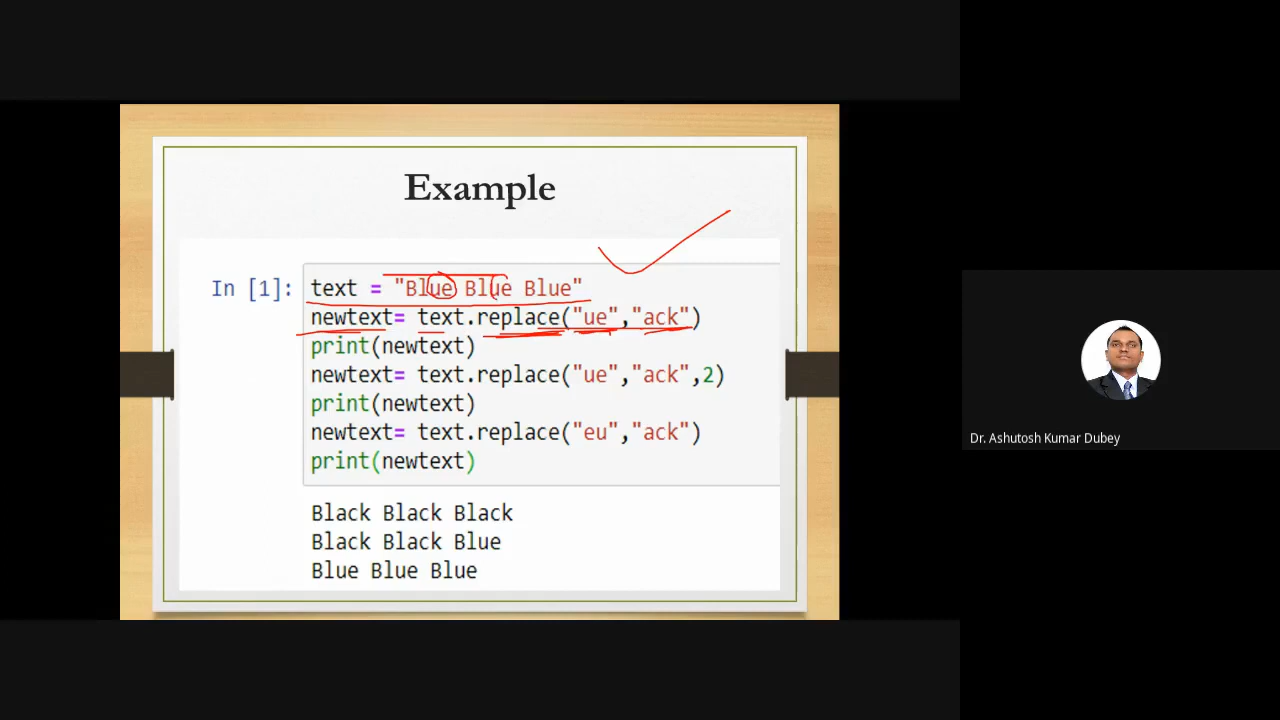 Example
In [1]: text = "Blue Blue Blue"
newtext= text.replace("ue","ack")
print(newtext)
newtext= text.replace("ue","ack",2)
print(newtext)
newtext= text.replace("eu","ack")
print(newtext)
Black Black Black
Black Black Blue
Blue Blue Blue
Dr. Ashutosh Kumar Dubey